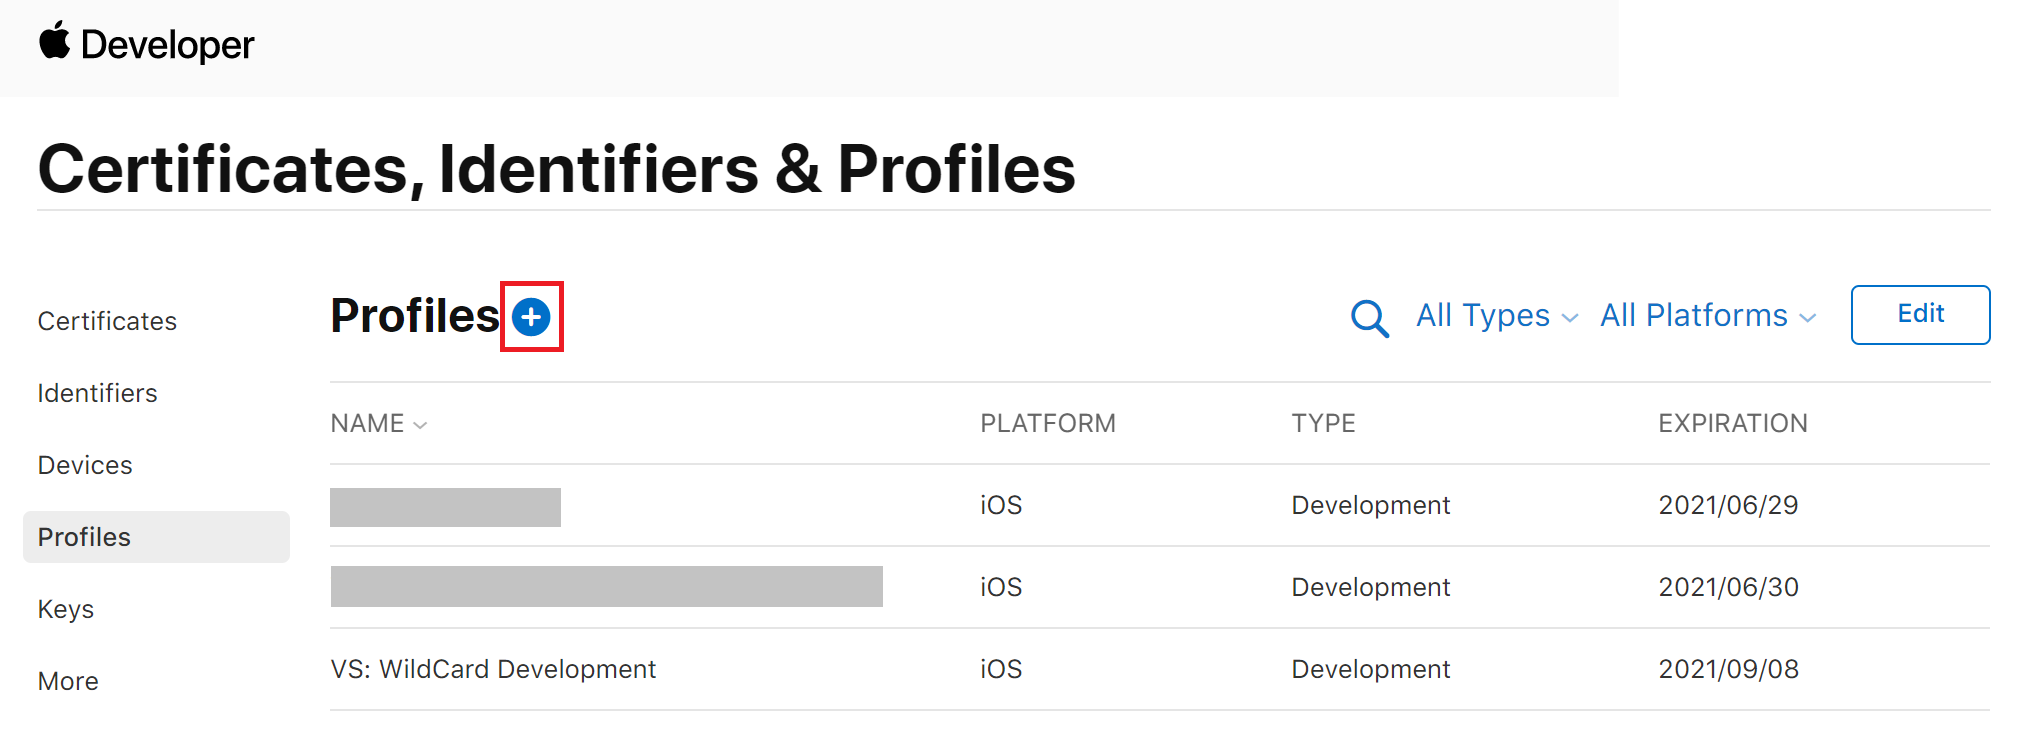 Developer
Certificates, Identifiers & Profiles
Certificates
Identifiers
Devices
Profiles
Keys
More
Profiles
All Types
All Platforms
Edit
NAME PLATFORM TYPE EXPIRATION
iOS Development 2021/06/29
iOS Development 2021/06/30
VS: WildCard Development iOS Development 2021/09/08